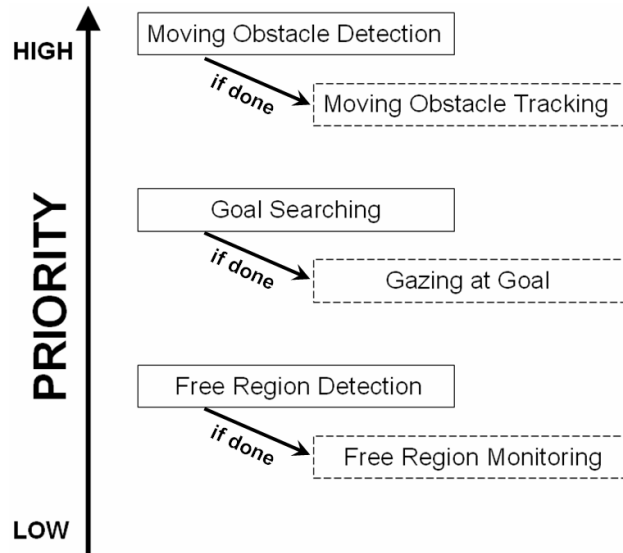 Moving Obstacle Detection
HIGH
if done
Moving Obstacle Tracking
Goal Searching
if done
Gazing at Goal
PRIORITY
Free Region Detection
if done
Free Region Monitoring
LOW